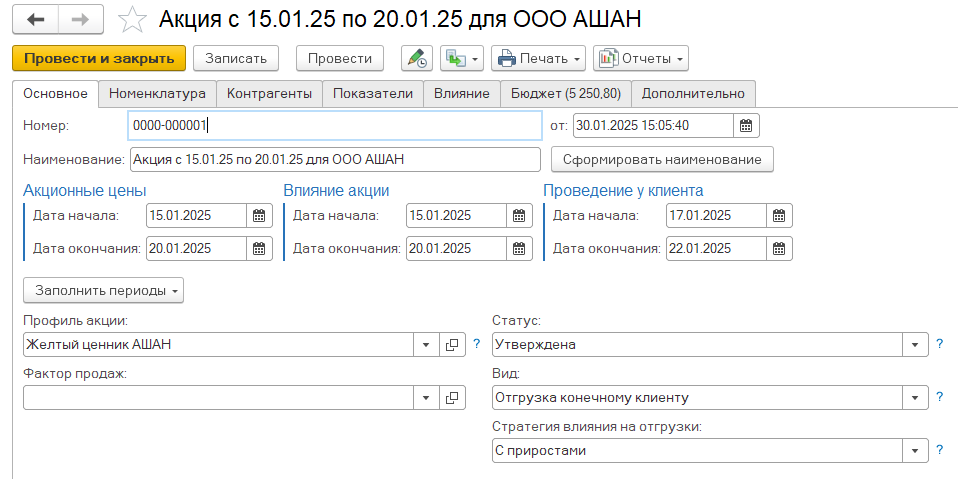 Акция с 15.01.25 по 20.01.25 для ООО АШАН
Провести и закрыть Записать Провести Печать Отчеты
Основное Номенклатура Контрагенты Показатели Влияние Бюджет (5 250,80) Дополнительно
Номер: 0000-000001 от: 30.01.2025 15:05:40
Наименование: Акция с 15.01.25 по 20.01.25 для ООО АШАН Сформировать наименование
Акционные цены Влияние акции Проведение у клиента
Дата начала: 15.01.2025 Дата начала: 15.01.2025 Дата начала: 17.01.2025
Дата окончания: 20.01.2025 Дата окончания: 20.01.2025 Дата окончания: 22.01.2025
Заполнить периоды
Профиль акции: Статус:
Желтый ценник АШАН ? Утверждена ?
Фактор продаж: Вид:
Отгрузка конечному клиенту ?
Стратегия влияния на отгрузки:
С приростами ?